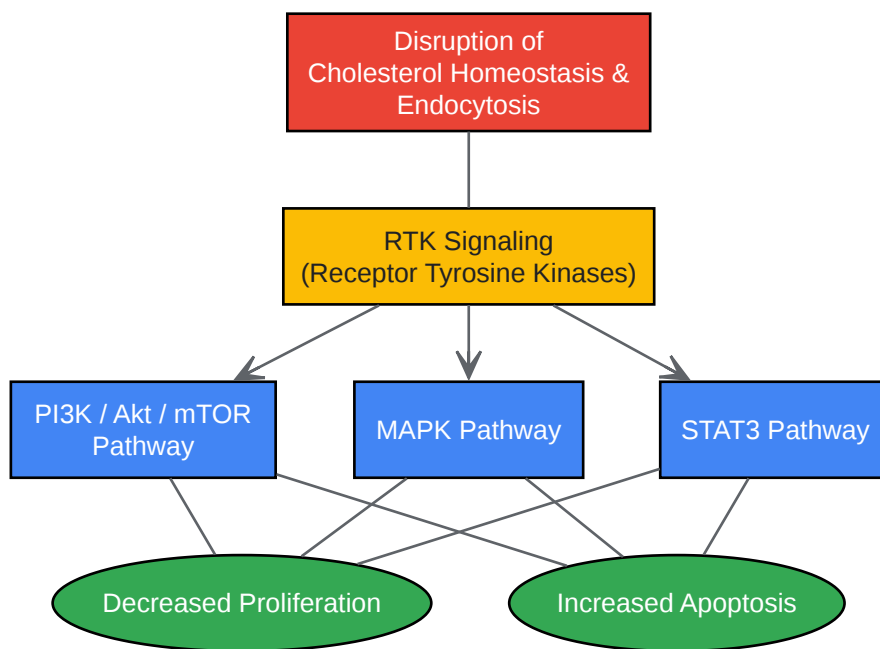 Disruption of
Cholesterol Homeostasis &
Endocytosis
RTK Signaling
(Receptor Tyrosine Kinases)
PI3K / Akt / mTOR
Pathway
MAPK Pathway
STAT3 Pathway
Decreased Proliferation
Increased Apoptosis